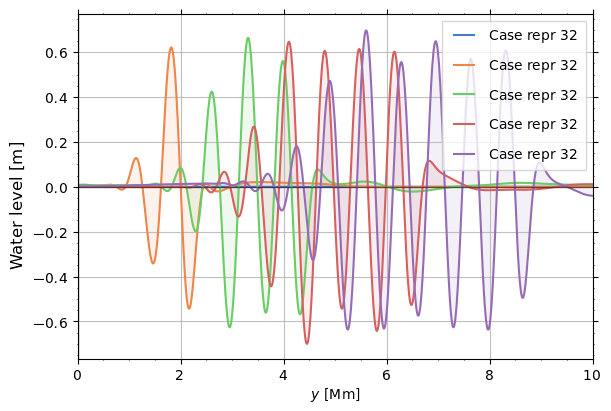 Case repr 32
Case repr 32
Case repr 32
Case repr 32
Case repr 32
Water level [m]
0.6
0.4
0.2
0.0
−0.2
−0.4
−0.6
0 2 4 6 8 10
y [Mm]